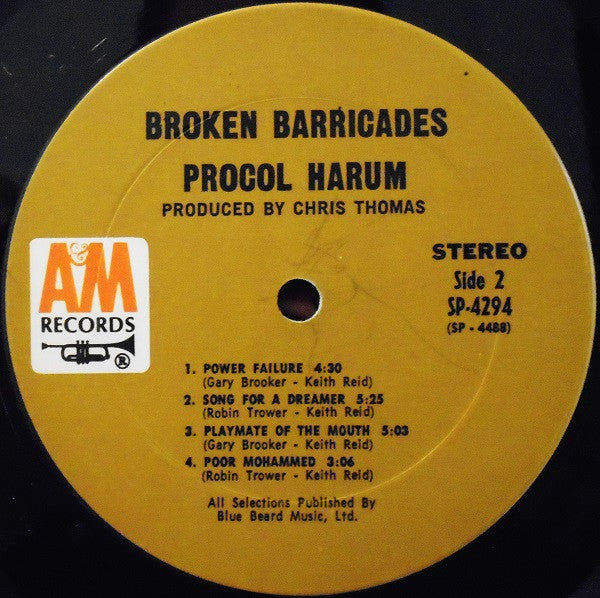 BROKEN BARRICADES
PROCOL HARUM
PRODUCED BY CHRIS THOMAS
A&M
RECORDS
®
STEREO
Side 2
SP-4294
(SP - 4488)
1. POWER FAILURE 4:30
(Gary Brooker - Keith Reid)
2. SONG FOR A DREAMER 5:25
(Robin Trower - Keith Reid)
3. PLAYMATE OF THE MOUTH 5:03
(Gary Brooker - Keith Reid)
4. POOR MOHAMMED 3:06
(Robin Trower - Keith Reid)
All Selections Published By
Blue Beard Music, Ltd.